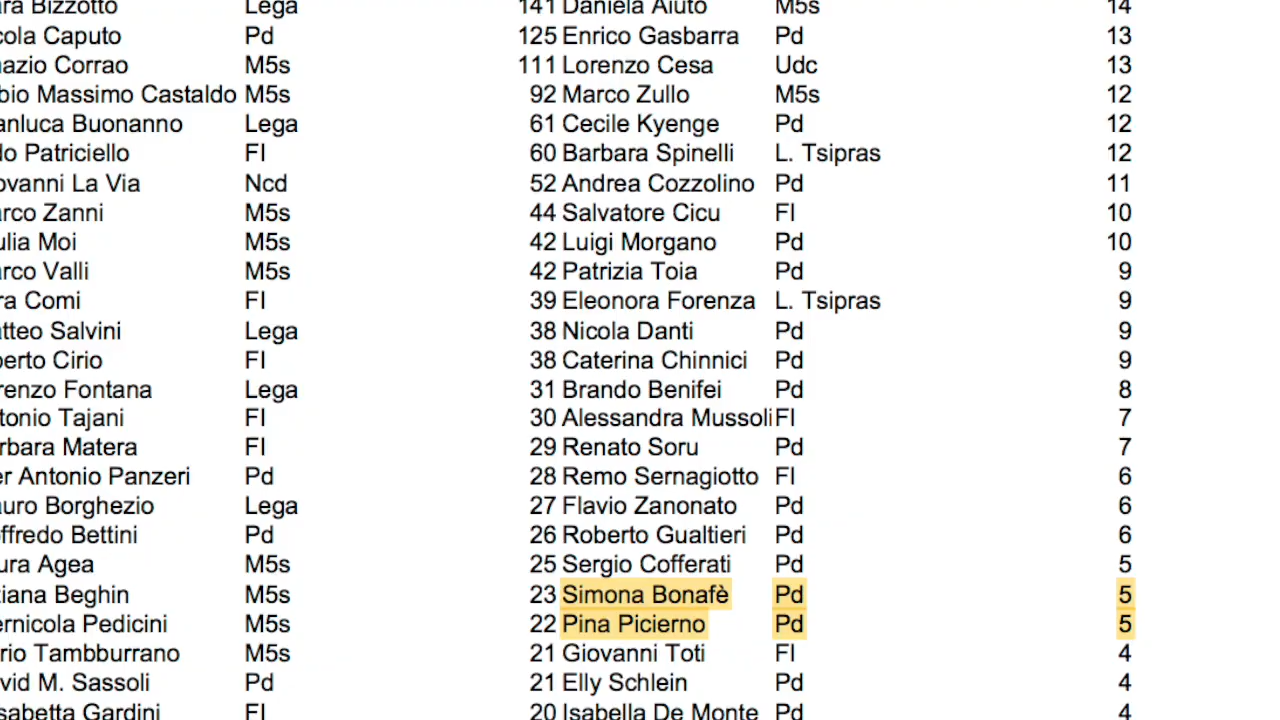 ara Bizzotto Lega 141 Daniela Aiuto M5s 14
cola Caputo Pd 125 Enrico Gasbarra Pd 13
nazio Corrao M5s 111 Lorenzo Cesa Udc 13
bio Massimo Castaldo M5s 92 Marco Zullo M5s 12
anluca Buonanno Lega 61 Cecile Kyenge Pd 12
do Patriciello FI 60 Barbara Spinelli L. Tsipras 12
ovanni La Via Ncd 52 Andrea Cozzolino Pd 11
arco Zanni M5s 44 Salvatore Cicu FI 10
ulia Moi M5s 42 Luigi Morgano Pd 10
arco Valli M5s 42 Patrizia Toia Pd 9
ra Comi FI 39 Eleonora Forenza L. Tsipras 9
atteo Salvini Lega 38 Nicola Danti Pd 9
berto Cirio FI 38 Caterina Chinnici Pd 9
renzo Fontana Lega 31 Brando Benifei Pd 8
tonio Tajani FI 30 Alessandra Mussoli FI 7
rbara Matera FI 29 Renato Soru Pd 7
er Antonio Panzeri Pd 28 Remo Sernagiotto FI 6
auro Borghezio Lega 27 Flavio Zanonato Pd 6
offredo Bettini Pd 26 Roberto Gualtieri Pd 6
ura Agea M5s 25 Sergio Cofferati Pd 5
ziana Beghin M5s 23 Simona Bonafè Pd 5
ernicola Pedicini M5s 22 Pina Picierno Pd 5
rio Tambburrano M5s 21 Giovanni Toti FI 4
vid M. Sassoli Pd 21 Elly Schlein Pd 4
isabetta Gardini FI 20 Isabella De Monte Pd 4